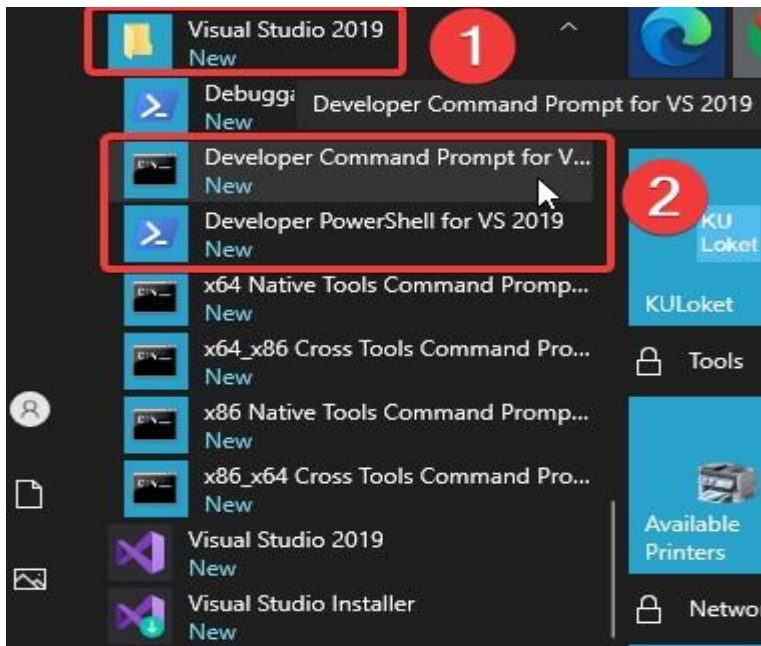 Visual Studio 2019
New
1
Debugga
New
Developer Command Prompt for VS 2019
Developer Command Prompt for V...
New
Developer PowerShell for VS 2019
New
2
x64 Native Tools Command Promp...
New
x64_x86 Cross Tools Command Pro...
New
x86 Native Tools Command Promp...
New
x86_x64 Cross Tools Command Pro...
New
Visual Studio 2019
New
Visual Studio Installer
New
KU
Loket
KULoket
Tools
Available
Printers
Netwo